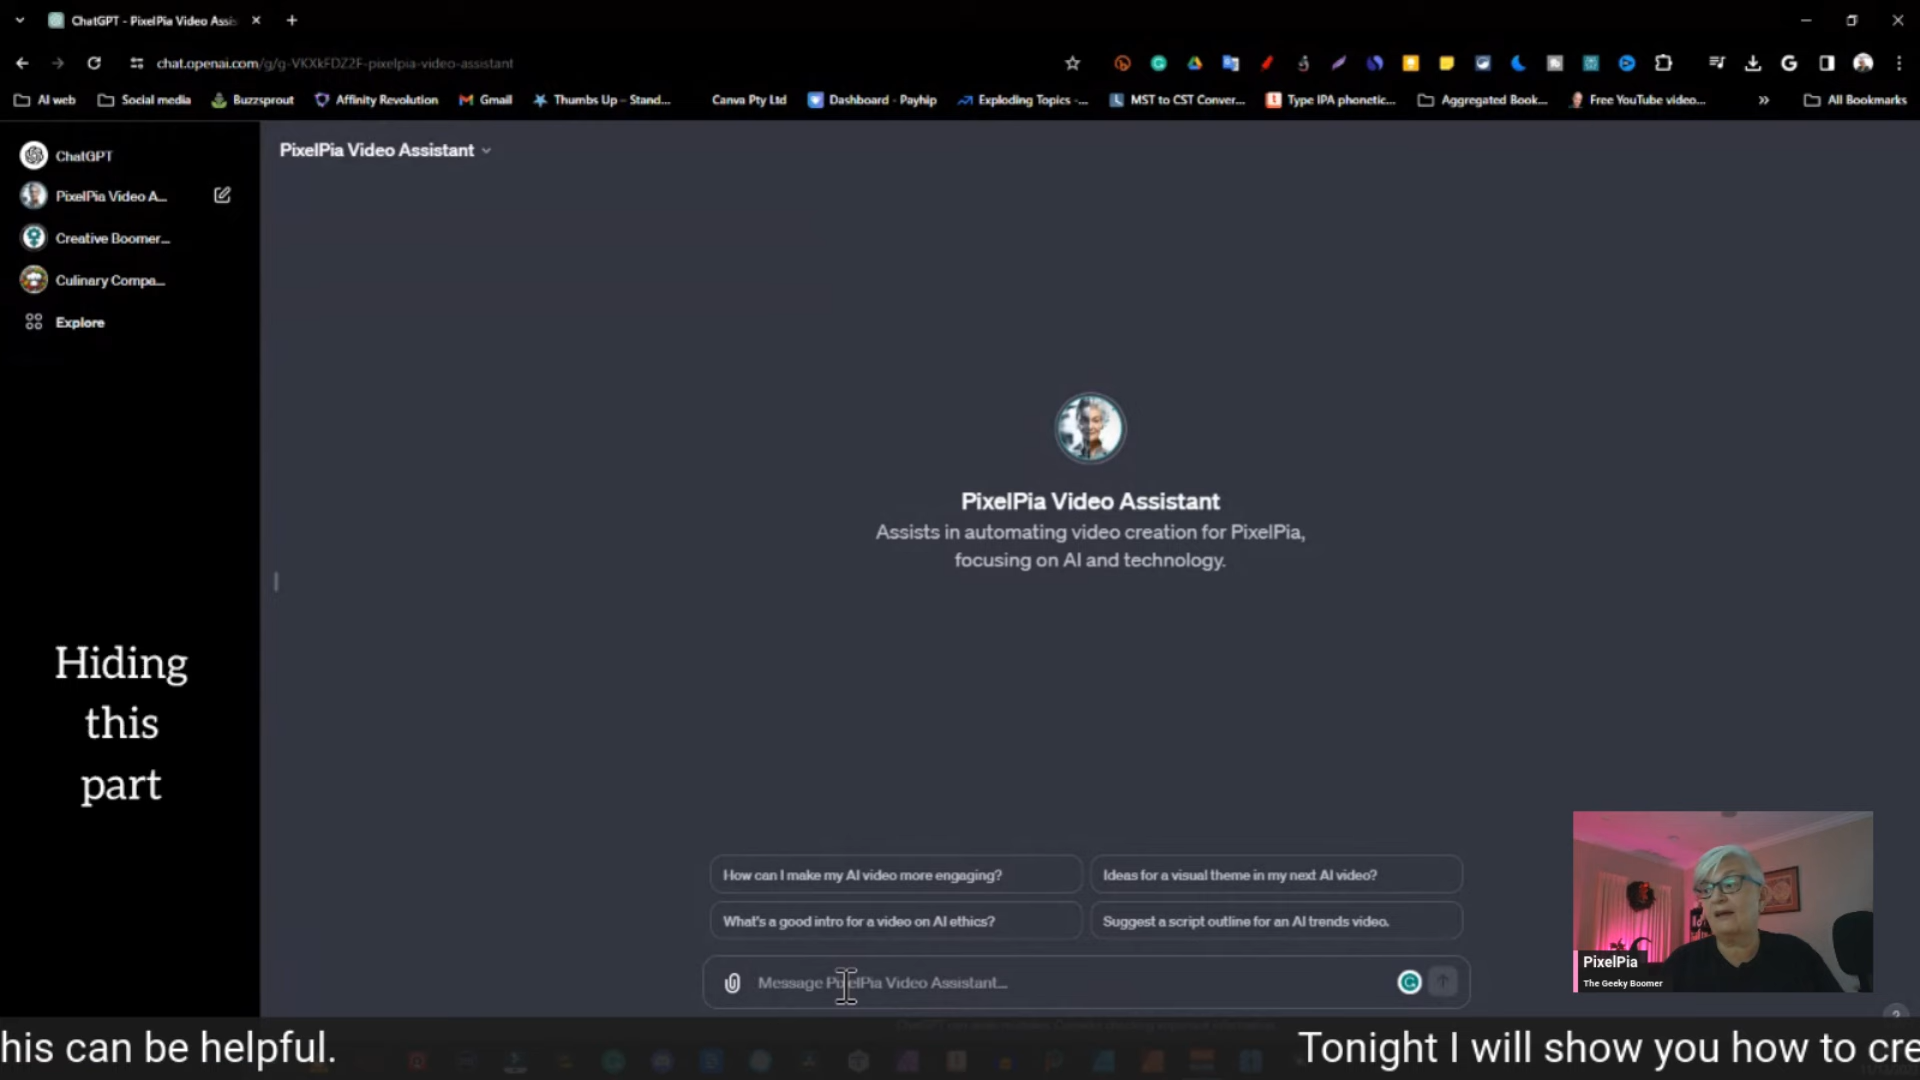 ChatGPT - PixelPia Video Assis
chat.openai.com/g/g-VKXkFDZ2F-pixelpia-video-assistant
AI web
Social media
Buzzsprout
Affinity Revolution
Gmail
Thumbs Up – Stand...
Canva Pty Ltd
Dashboard - Payhip
Exploding Topics -...
MST to CST Conver...
Type IPA phonetic...
Aggregated Book...
Free YouTube video...
»
All Bookmarks
ChatGPT
PixelPia Video A...
Creative Boomer...
Culinary Compa...
Explore
Hiding
this
part
PixelPia Video Assistant
PixelPia Video Assistant
Assists in automating video creation for PixelPia,
focusing on AI and technology.
How can I make my AI video more engaging?
Ideas for a visual theme in my next AI video?
What's a good intro for a video on AI ethics?
Suggest a script outline for an AI trends video.
Message PixelPia Video Assistant...
PixelPia
The Geeky Boomer
his can be helpful.
Tonight I will show you how to cre